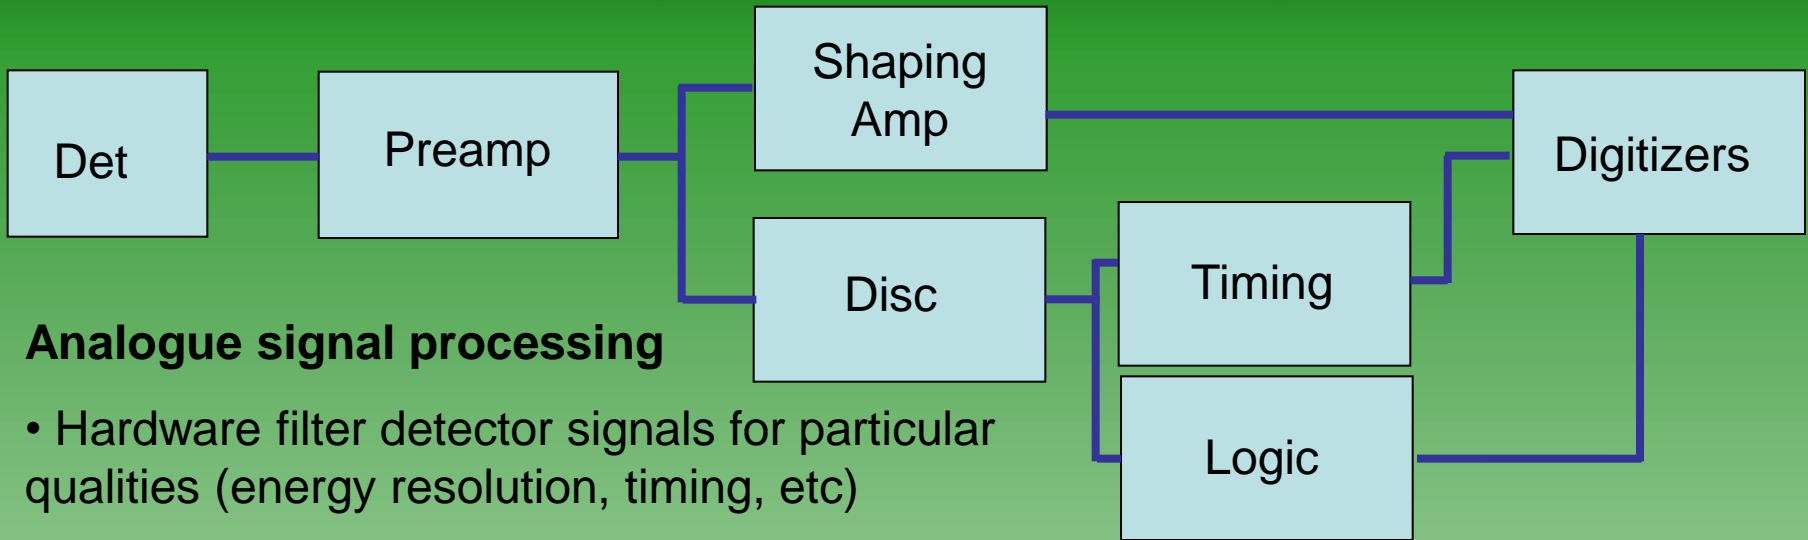 Shaping
Amp
Det
Preamp
Digitizers
Disc
Timing
Logic
Analogue signal processing
• Hardware filter detector signals for particular
qualities (energy resolution, timing, etc)